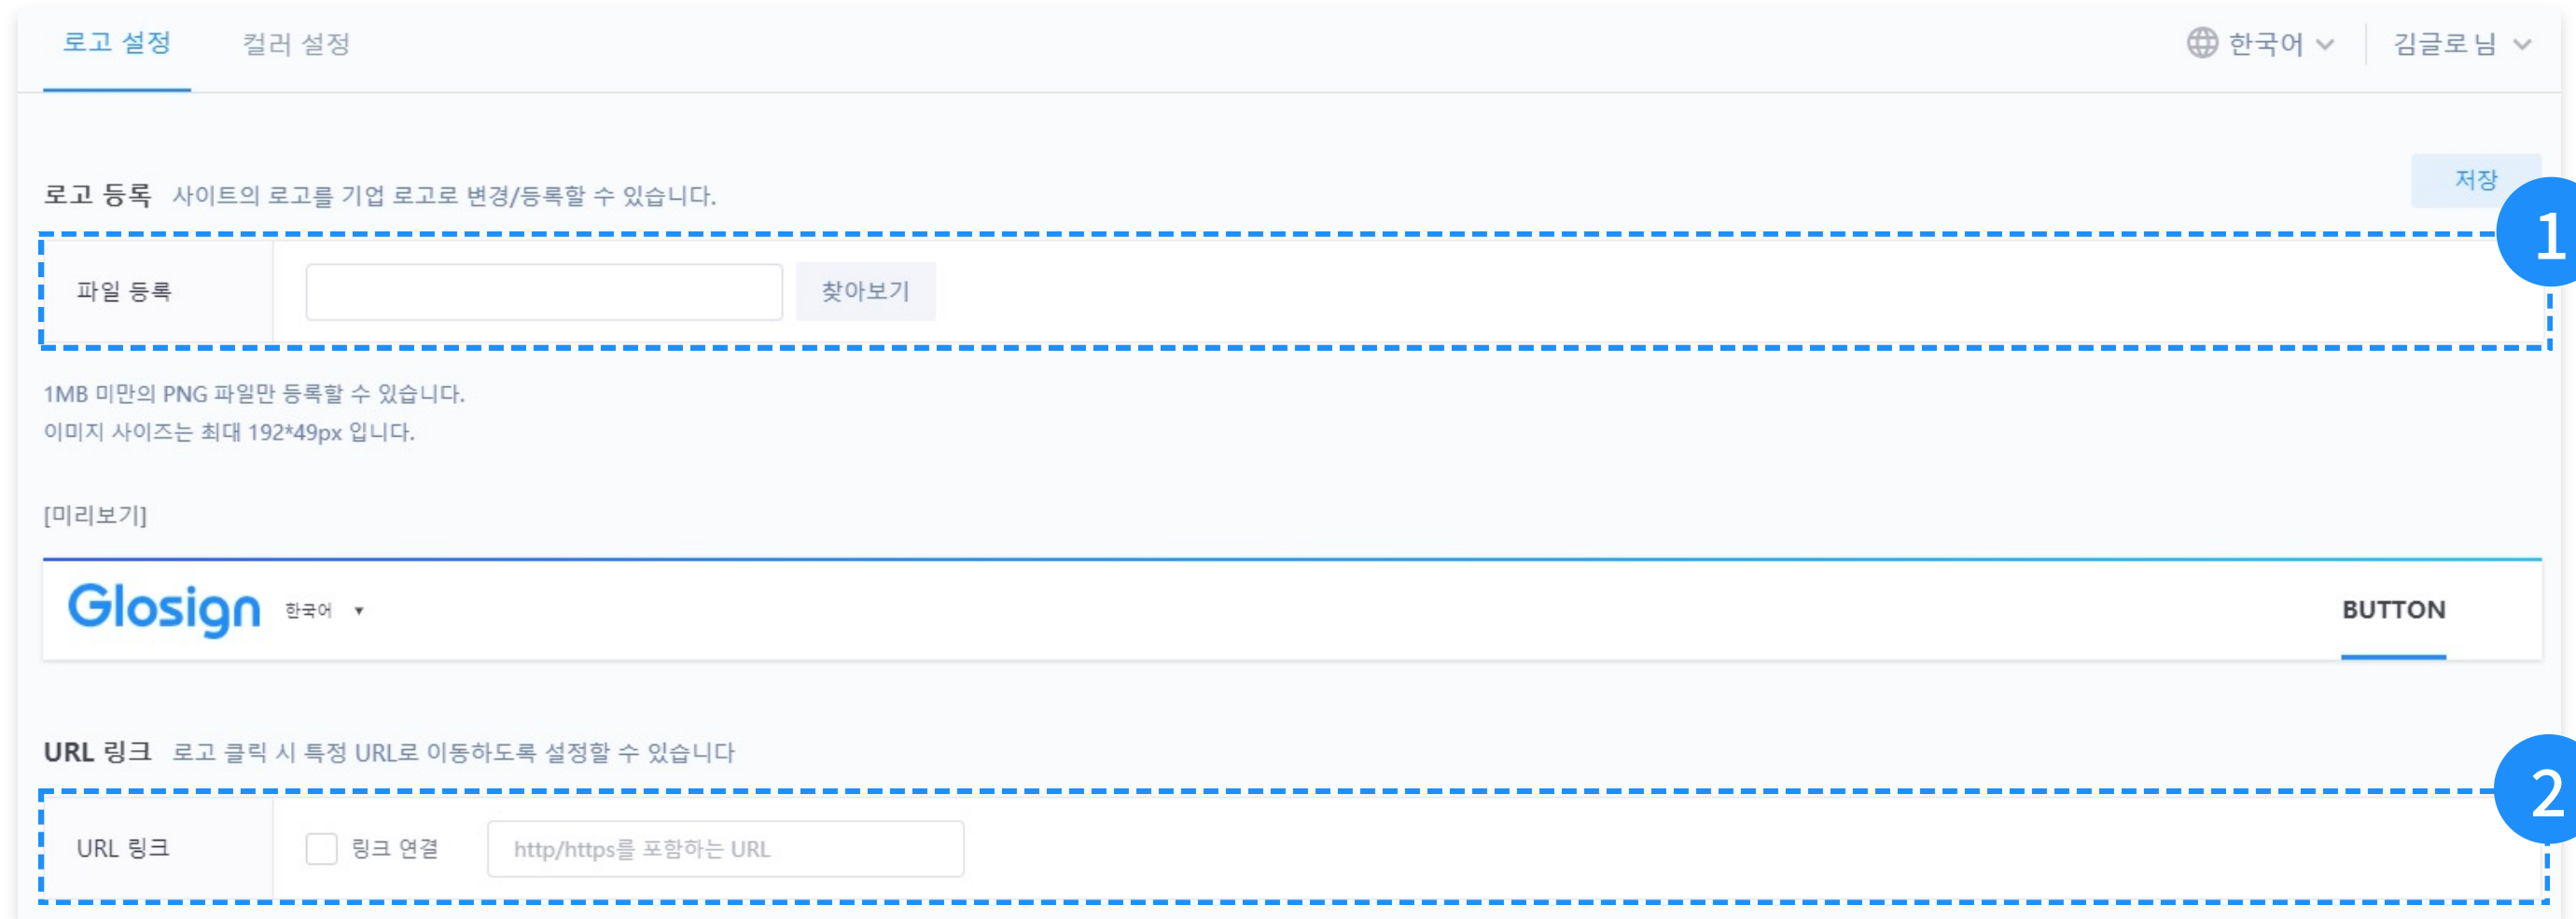 로고 설정 컬러 설정 한국어 김글로 님
저장
로고 등록 사이트의 로고를 기업 로고로 변경/등록할 수 있습니다.
1
파일 등록 찾아보기
1MB 미만의 PNG 파일만 등록할 수 있습니다.
이미지 사이즈는 최대 192*49px 입니다.
[미리보기]
Glosign 한국어 ▼ BUTTON
URL 링크 로고 클릭 시 특정 URL로 이동하도록 설정할 수 있습니다
2
URL 링크 링크 연결 http/https를 포함하는 URL